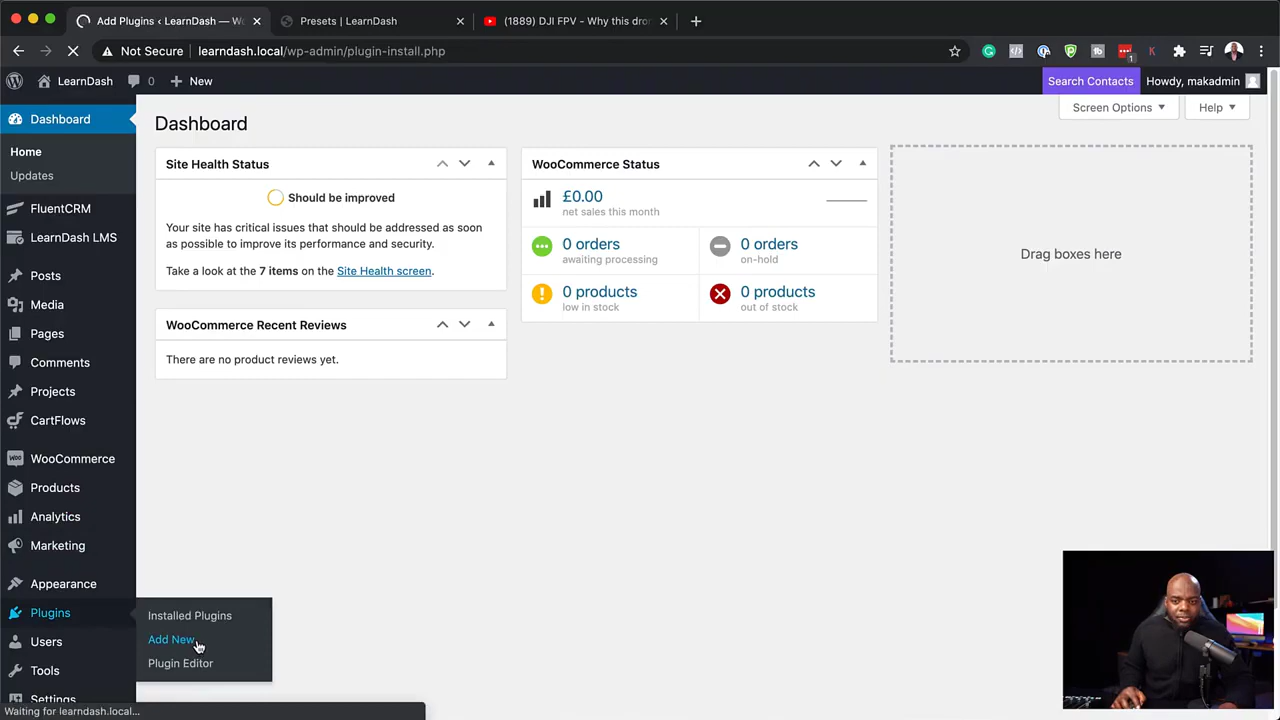 Add Plugins < LearnDash — Wo
Presets | LearnDash
(1889) DJI FPV - Why this dron
Not Secure
learndash.local/wp-admin/plugin-install.php
1
LearnDash
0
New
Search Contacts
Howdy, makadmin
Dashboard
Home
Updates
FluentCRM
LearnDash LMS
Posts
Media
Pages
Comments
Projects
CartFlows
WooCommerce
Products
Analytics
Marketing
Appearance
Plugins
Users
Tools
Settings
Installed Plugins
Add New
Plugin Editor
Screen Options
Help
Dashboard
Site Health Status
Should be improved
Your site has critical issues that should be addressed as soon
as possible to improve its performance and security.
Take a look at the 7 items on the Site Health screen.
WooCommerce Recent Reviews
There are no product reviews yet.
WooCommerce Status
£0.00
net sales this month
0 orders
awaiting processing
0 orders
on-hold
0 products
low in stock
0 products
out of stock
Drag boxes here
Waiting for learndash.local...